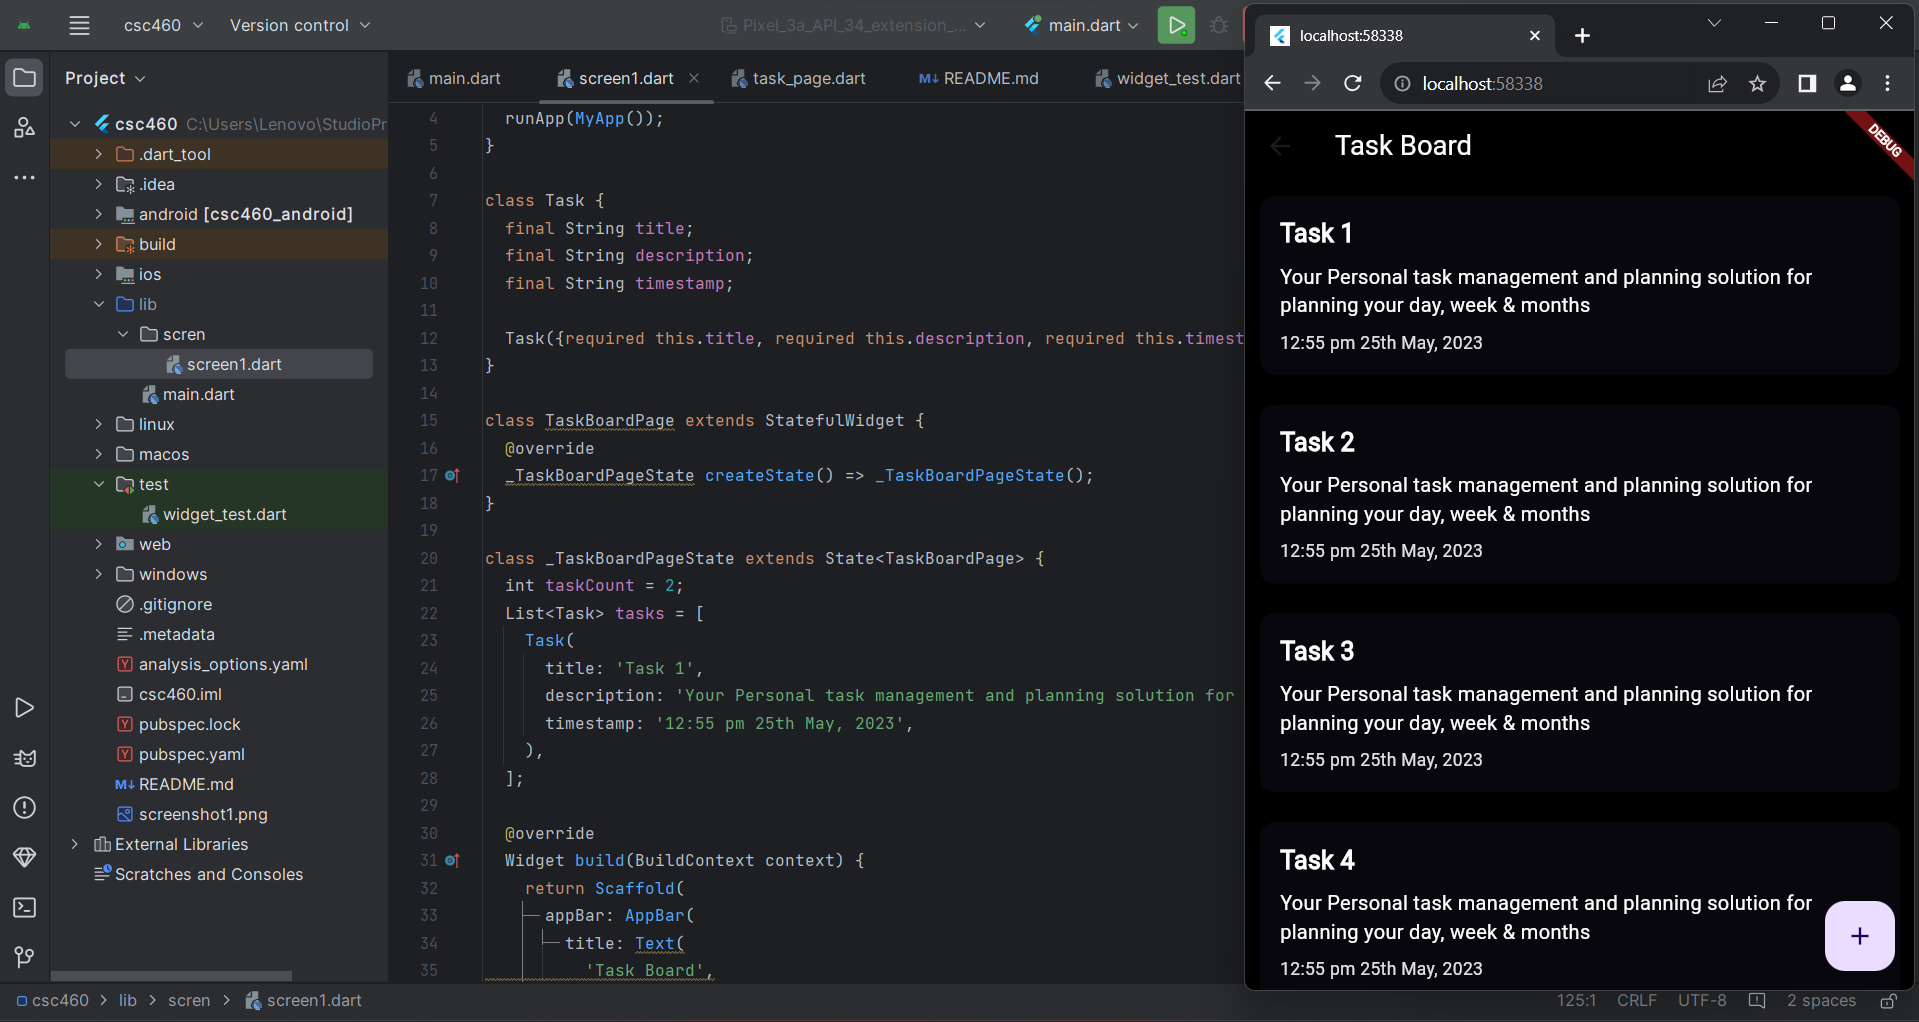 csc460
Version control
Pixel_3a_API_34_extension_...
main.dart
Project
csc460 C:\Users\Lenovo\StudioPr
.dart_tool
.idea
android [csc460_android]
build
ios
lib
scren
screen1.dart
main.dart
linux
macos
test
widget_test.dart
web
windows
.gitignore
.metadata
analysis_options.yaml
csc460.iml
pubspec.lock
pubspec.yaml
M↓ README.md
screenshot1.png
External Libraries
Scratches and Consoles
main.dart
screen1.dart
task_page.dart
M↓ README.md
widget_test.dart
4 runApp(MyApp());
5 }
6
7 class Task {
8 final String title;
9 final String description;
10 final String timestamp;
11
12 Task({required this.title, required this.description, required this.timest
13 }
14
15 class TaskBoardPage extends StatefulWidget {
16 @override
17 _TaskBoardPageState createState() => _TaskBoardPageState();
18 }
19
20 class _TaskBoardPageState extends State<TaskBoardPage> {
21 int taskCount = 2;
22 List<Task> tasks = [
23 Task(
24 title: 'Task 1',
25 description: 'Your Personal task management and planning solution for
26 timestamp: '12:55 pm 25th May, 2023',
27 ),
28 ];
29
30 @override
31 Widget build(BuildContext context) {
32 return Scaffold(
33 appBar: AppBar(
34 title: Text(
35 'Task Board',
localhost:58338
localhost:58338
Task Board
DEBUG
Task 1
Your Personal task management and planning solution for
planning your day, week & months
12:55 pm 25th May, 2023
Task 2
Your Personal task management and planning solution for
planning your day, week & months
12:55 pm 25th May, 2023
Task 3
Your Personal task management and planning solution for
planning your day, week & months
12:55 pm 25th May, 2023
Task 4
Your Personal task management and planning solution for
planning your day, week & months
12:55 pm 25th May, 2023
csc460 > lib > scren > screen1.dart
125:1 CRLF UTF-8 2 spaces